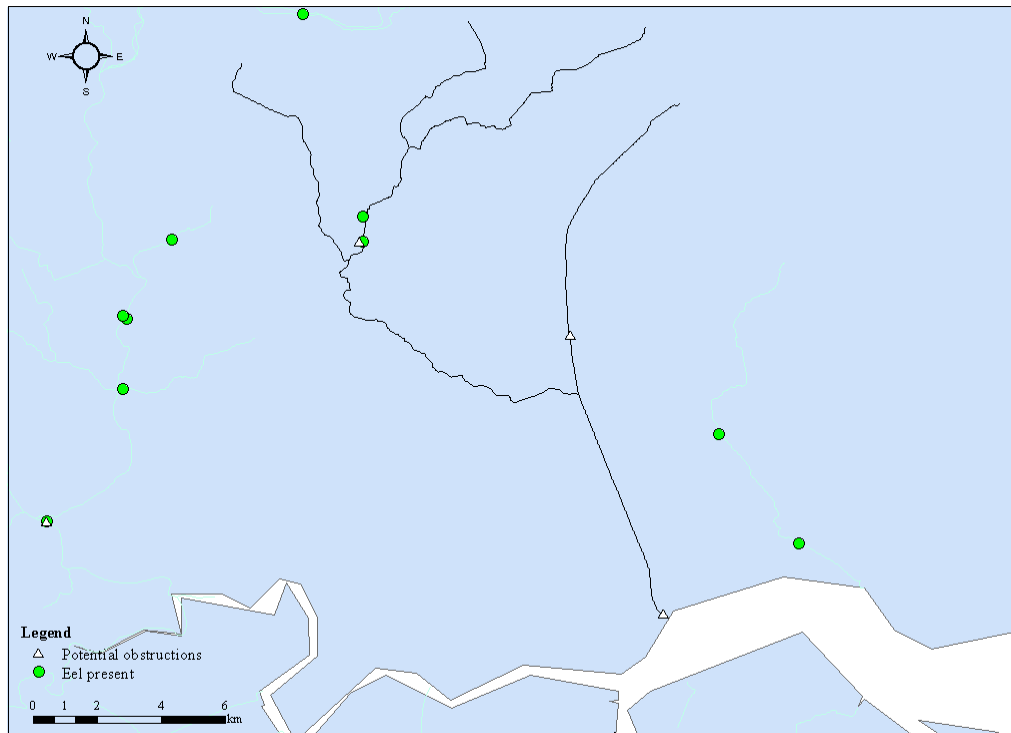 N
W E
S
Legend
Potential obstructions
Eel present
0 1 2 4 6
km